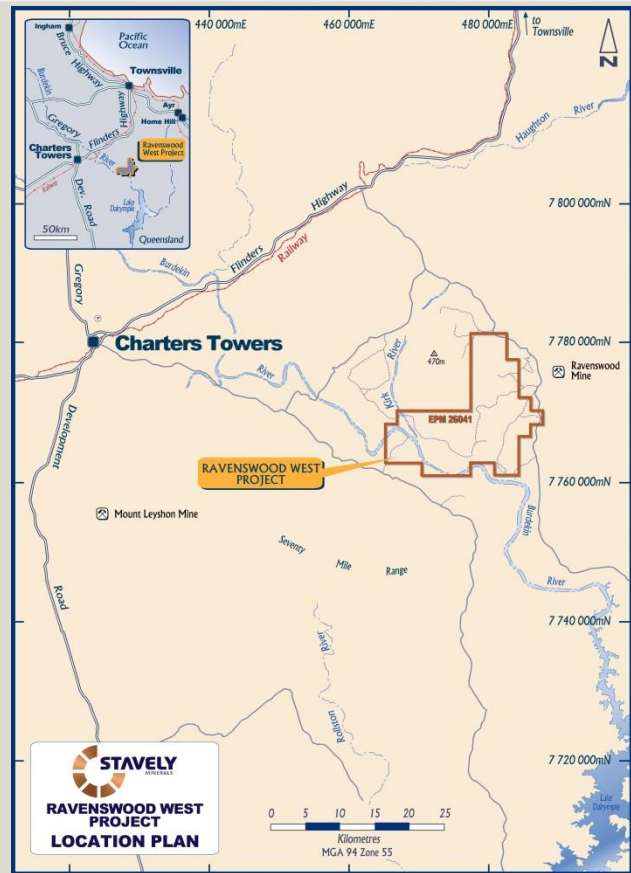 440 000mE
460 000mE
480 000mE
to
Townsville
N
Ingham
Pacific
Ocean
Bruce
Highway
Townsville
Burdekin
Gregory
Flinders
Highway
Ayr
Home Hill
Charters
Towers
River
Ravenswood
West Project
Railway
Dev. Road
Lake
Dalrymple
50km
Queensland
Haughton
River
7 800 000mN
Flinders
Highway
Railway
Burdekin
River
Gregory
Charters Towers
7 780 000mN
Kirk
River
470m
Ravenswood
Mine
EPM 26041
RAVENSWOOD WEST
PROJECT
7 760 000mN
Development
Road
Mount Leyshon Mine
Seventy Mile Range
Burdekin
River
7 740 000mN
Rollston
River
7 720 000mN
Lake
Dalrymple
STAVELY
MINERALS
RAVENSWOOD WEST
PROJECT
LOCATION PLAN
0 5 10 15 20 25
Kilometres
MGA 94 Zone 55